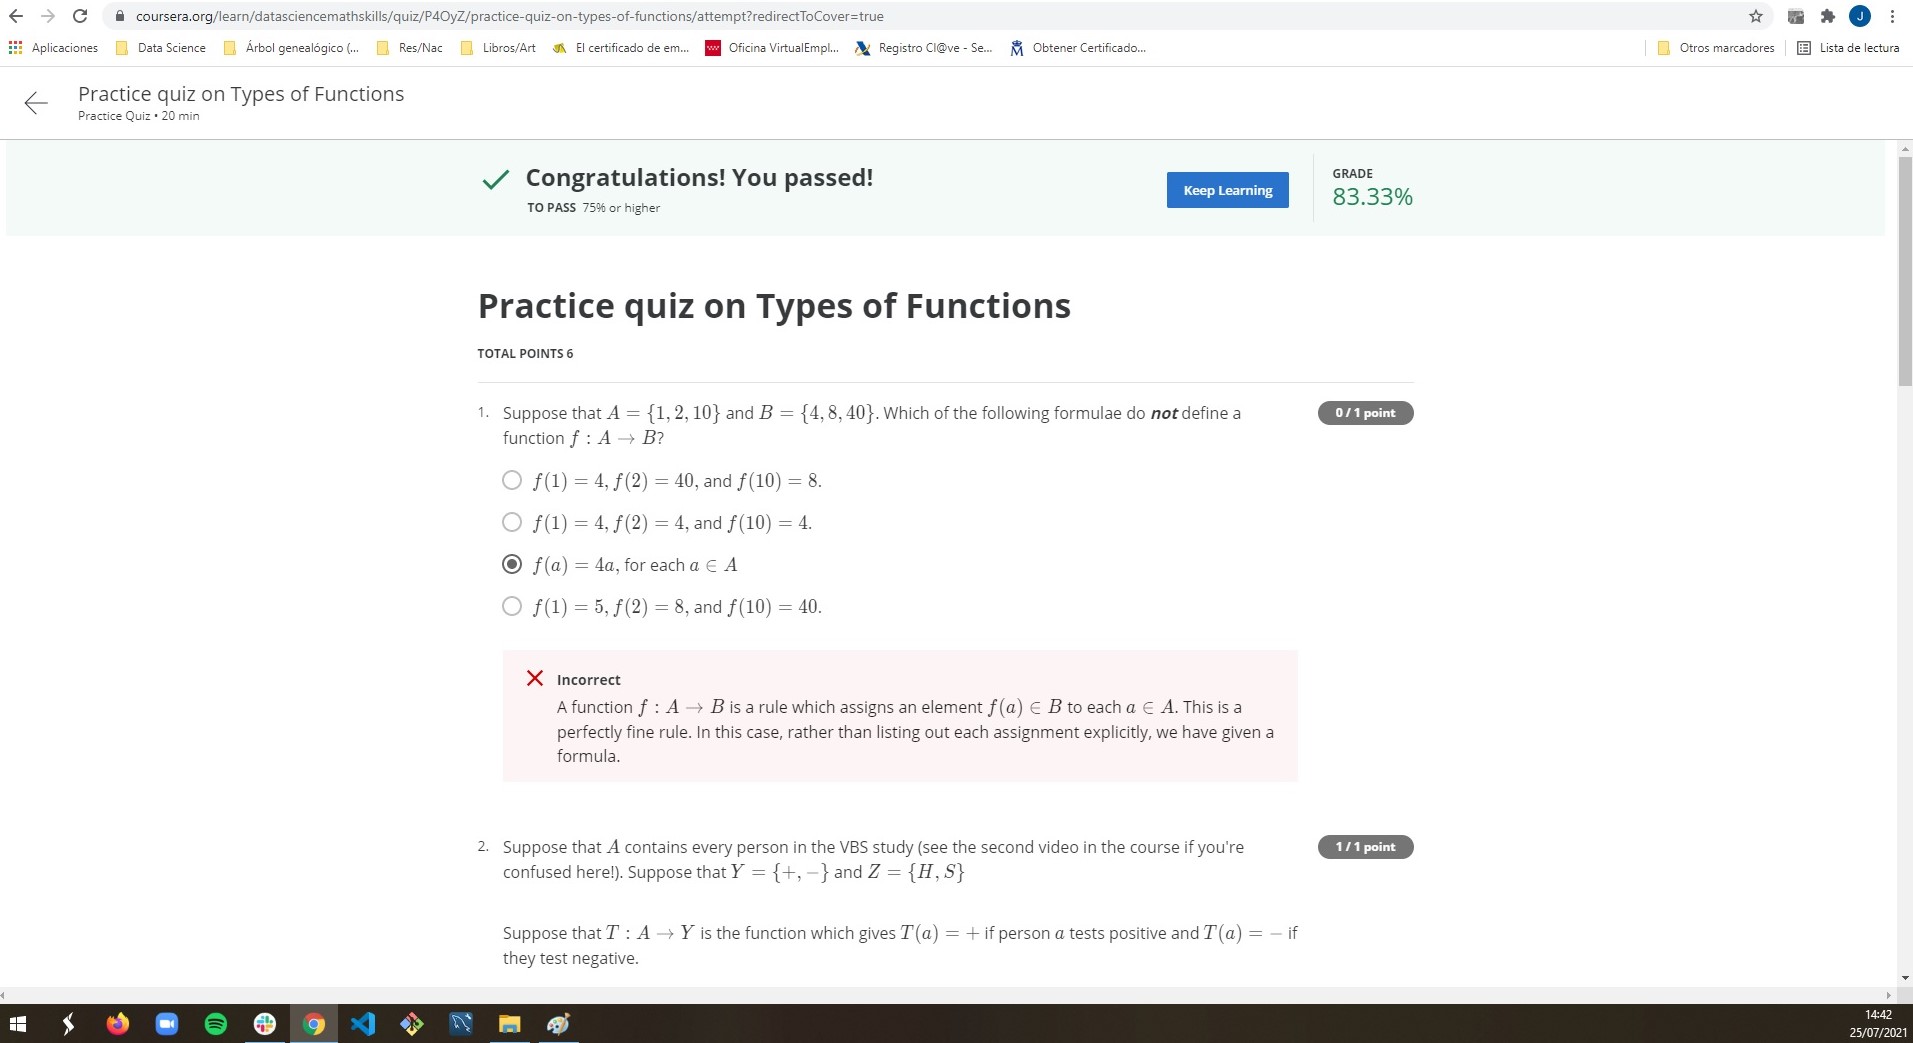 coursera.org/learn/datasciencemathskills/quiz/P4OyZ/practice-quiz-on-types-of-functions/attempt?redirectToCover=true
J
Aplicaciones Data Science Árbol genealógico (... Res/Nac Libros/Art El certificado de em... Oficina VirtualEmpl... Registro Cl@ve - Se... Obtener Certificado... Otros marcadores Lista de lectura
Practice quiz on Types of Functions
Practice Quiz • 20 min
Congratulations! You passed!
TO PASS 75% or higher
Keep Learning
GRADE
83.33%
Practice quiz on Types of Functions
TOTAL POINTS 6
1. Suppose that A = {1, 2, 10} and B = {4, 8, 40}. Which of the following formulae do not define a
function f : A → B?
0 / 1 point
f(1) = 4, f(2) = 40, and f(10) = 8.
f(1) = 4, f(2) = 4, and f(10) = 4.
f(a) = 4a, for each a ∈ A
f(1) = 5, f(2) = 8, and f(10) = 40.
Incorrect
A function f : A → B is a rule which assigns an element f(a) ∈ B to each a ∈ A. This is a
perfectly fine rule. In this case, rather than listing out each assignment explicitly, we have given a
formula.
2. Suppose that A contains every person in the VBS study (see the second video in the course if you're
confused here!). Suppose that Y = {+, −} and Z = {H, S}
1 / 1 point
Suppose that T : A → Y is the function which gives T(a) = + if person a tests positive and T(a) = − if
they test negative.
14:42
25/07/2021